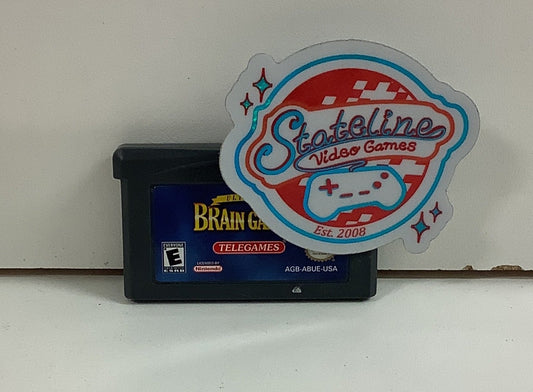 Stateline
Video Games
Est. 2008
BRAIN GA
TELEGAMES
EVERYONE
E
ESRB
LICENSED BY
Nintendo
AGB-ABUE-USA